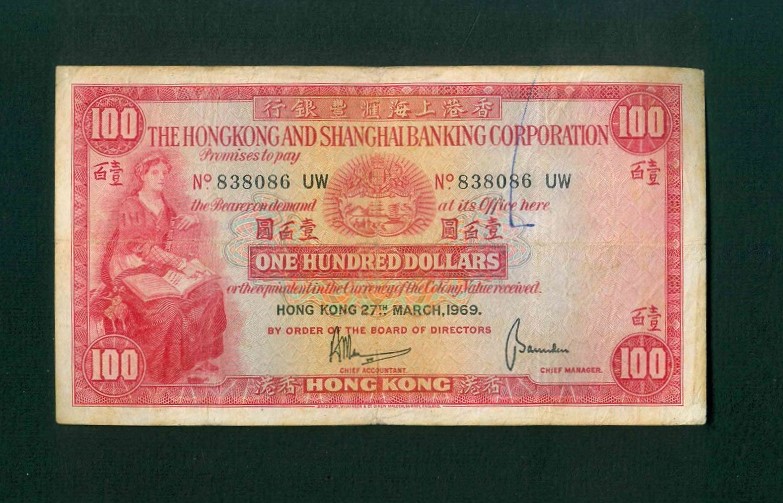 行銀豐滙海上港香
100 100
THE HONGKONG AND SHANGHAI BANKING CORPORATION
Promises to pay
百壹 百壹
Nº 838086 UW Nº 838086 UW
the Bearer on demand at its Office here
圓百壹 圓百壹
ONE HUNDRED DOLLARS
or the equivalent in the Currency of the Colony, Value received.
HONG KONG 27TH MARCH, 1969.
百壹
BY ORDER OF THE BOARD OF DIRECTORS
CHIEF ACCOUNTANT CHIEF MANAGER.
100 港香 HONG KONG 港香 100